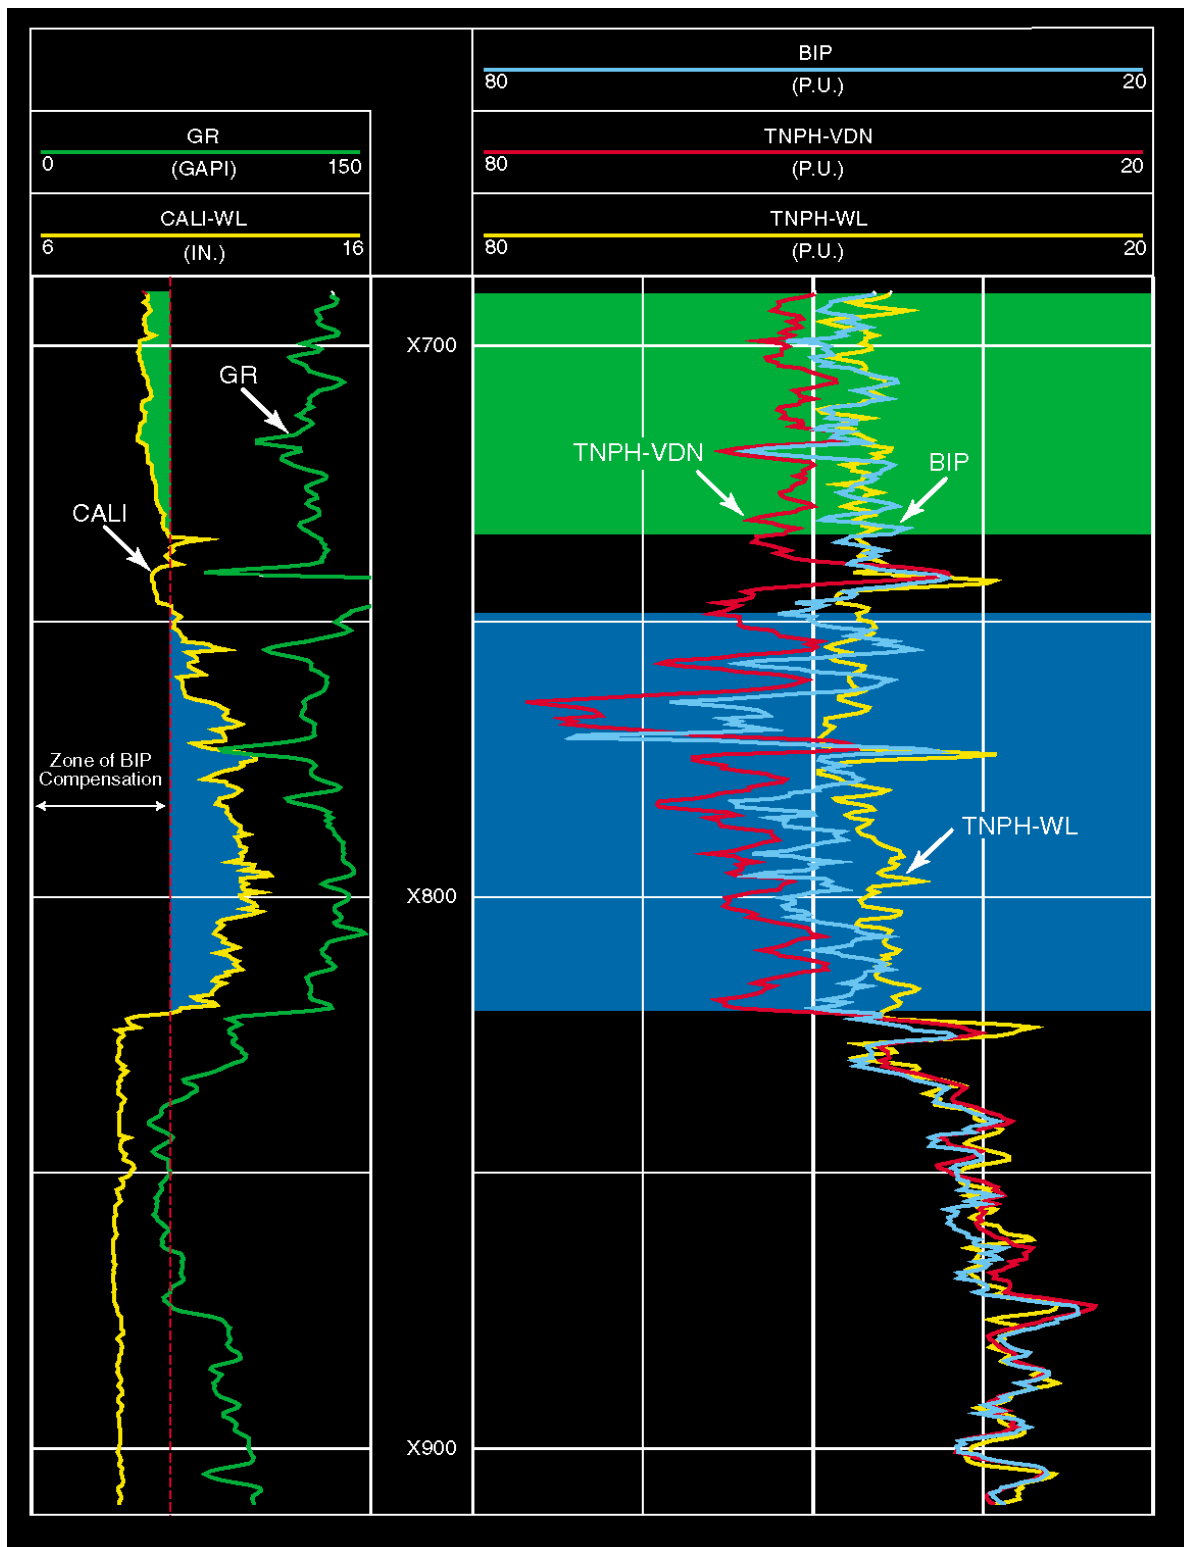 BIP
80 20
(P.U.)
GR
0 150
(GAPI)
TNPH-VDN
80 20
(P.U.)
CALI-WL
6 16
(IN.)
TNPH-WL
80 20
(P.U.)
X700
GR
TNPH-VDN
BIP
CALI
Zone of BIP
Compensation
TNPH-WL
X800
X900